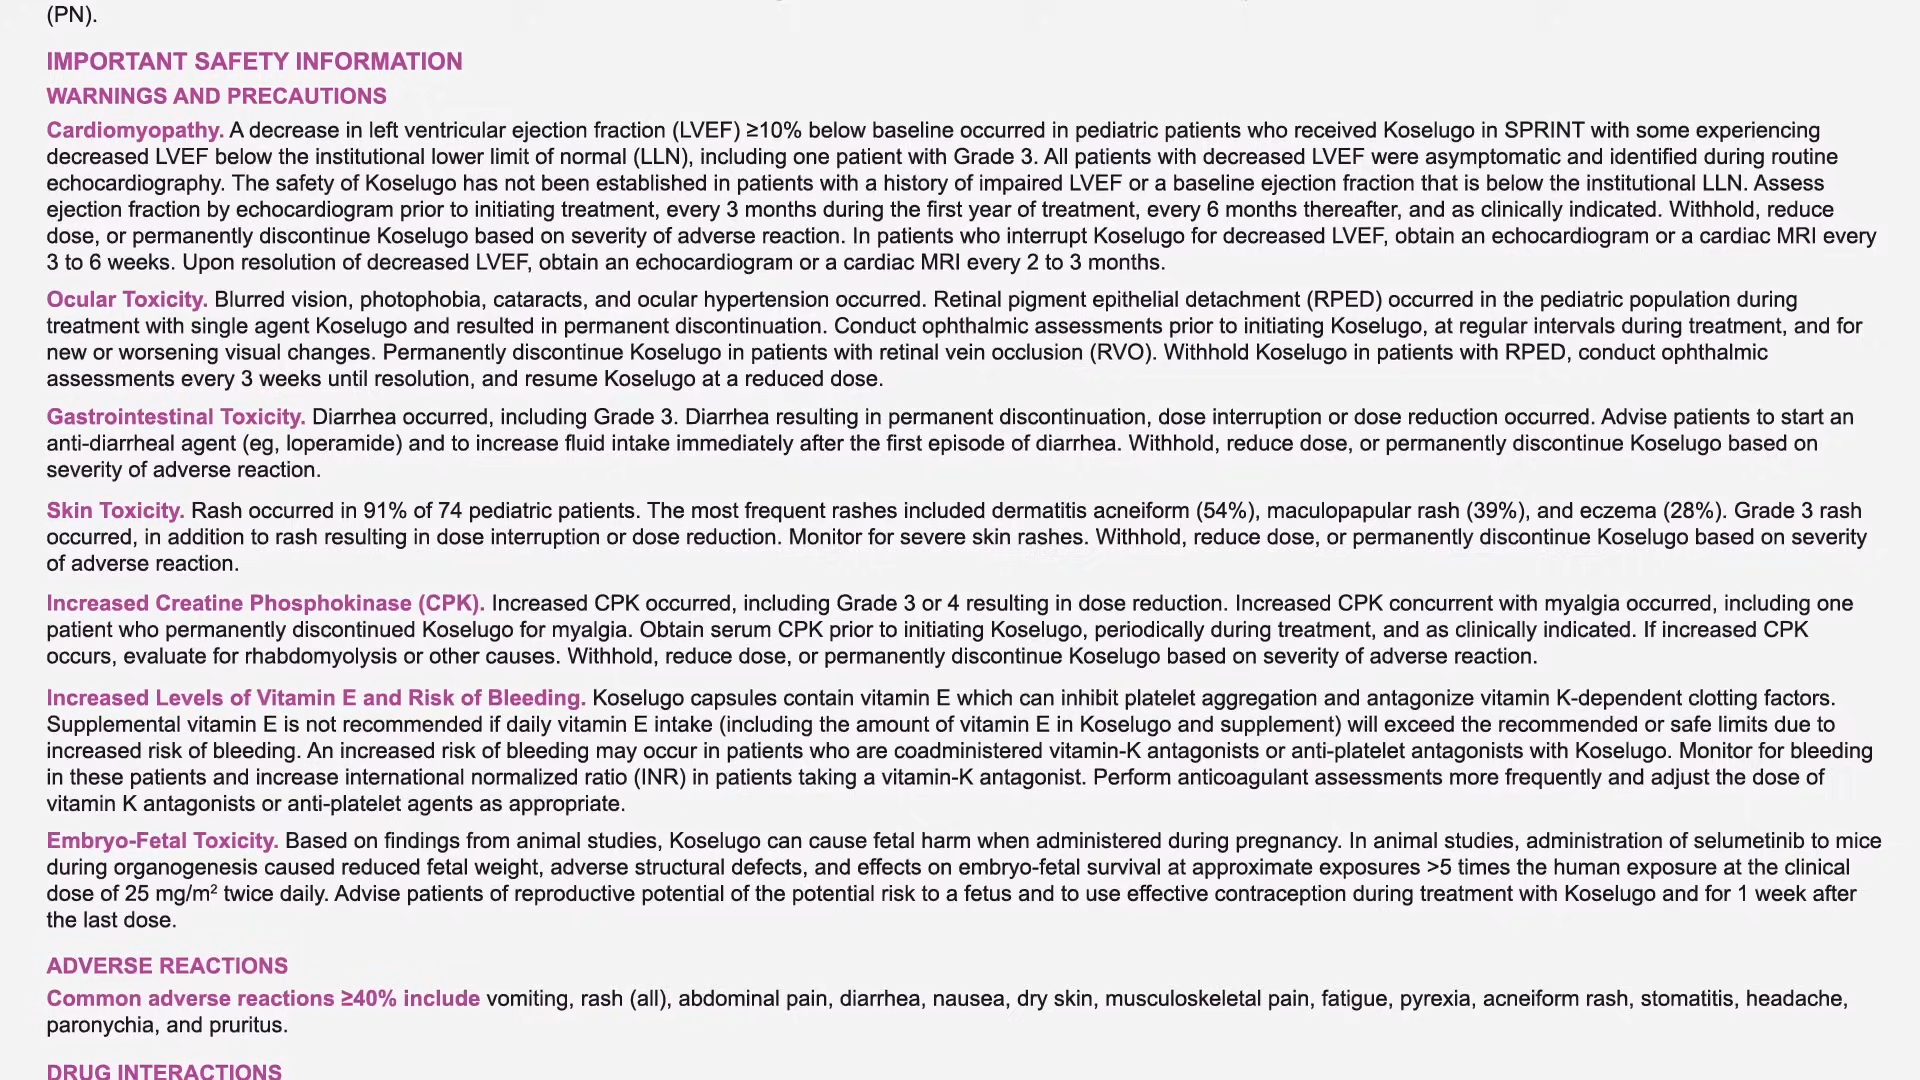 (PN).
IMPORTANT SAFETY INFORMATION
WARNINGS AND PRECAUTIONS
Cardiomyopathy. A decrease in left ventricular ejection fraction (LVEF) ≥10% below baseline occurred in pediatric patients who received Koselugo in SPRINT with some experiencing
decreased LVEF below the institutional lower limit of normal (LLN), including one patient with Grade 3. All patients with decreased LVEF were asymptomatic and identified during routine
echocardiography. The safety of Koselugo has not been established in patients with a history of impaired LVEF or a baseline ejection fraction that is below the institutional LLN. Assess
ejection fraction by echocardiogram prior to initiating treatment, every 3 months during the first year of treatment, every 6 months thereafter, and as clinically indicated. Withhold, reduce
dose, or permanently discontinue Koselugo based on severity of adverse reaction. In patients who interrupt Koselugo for decreased LVEF, obtain an echocardiogram or a cardiac MRI every
3 to 6 weeks. Upon resolution of decreased LVEF, obtain an echocardiogram or a cardiac MRI every 2 to 3 months.
Ocular Toxicity. Blurred vision, photophobia, cataracts, and ocular hypertension occurred. Retinal pigment epithelial detachment (RPED) occurred in the pediatric population during
treatment with single agent Koselugo and resulted in permanent discontinuation. Conduct ophthalmic assessments prior to initiating Koselugo, at regular intervals during treatment, and for
new or worsening visual changes. Permanently discontinue Koselugo in patients with retinal vein occlusion (RVO). Withhold Koselugo in patients with RPED, conduct ophthalmic
assessments every 3 weeks until resolution, and resume Koselugo at a reduced dose.
Gastrointestinal Toxicity. Diarrhea occurred, including Grade 3. Diarrhea resulting in permanent discontinuation, dose interruption or dose reduction occurred. Advise patients to start an
anti-diarrheal agent (eg, loperamide) and to increase fluid intake immediately after the first episode of diarrhea. Withhold, reduce dose, or permanently discontinue Koselugo based on
severity of adverse reaction.
Skin Toxicity. Rash occurred in 91% of 74 pediatric patients. The most frequent rashes included dermatitis acneiform (54%), maculopapular rash (39%), and eczema (28%). Grade 3 rash
occurred, in addition to rash resulting in dose interruption or dose reduction. Monitor for severe skin rashes. Withhold, reduce dose, or permanently discontinue Koselugo based on severity
of adverse reaction.
Increased Creatine Phosphokinase (CPK). Increased CPK occurred, including Grade 3 or 4 resulting in dose reduction. Increased CPK concurrent with myalgia occurred, including one
patient who permanently discontinued Koselugo for myalgia. Obtain serum CPK prior to initiating Koselugo, periodically during treatment, and as clinically indicated. If increased CPK
occurs, evaluate for rhabdomyolysis or other causes. Withhold, reduce dose, or permanently discontinue Koselugo based on severity of adverse reaction.
Increased Levels of Vitamin E and Risk of Bleeding. Koselugo capsules contain vitamin E which can inhibit platelet aggregation and antagonize vitamin K-dependent clotting factors.
Supplemental vitamin E is not recommended if daily vitamin E intake (including the amount of vitamin E in Koselugo and supplement) will exceed the recommended or safe limits due to
increased risk of bleeding. An increased risk of bleeding may occur in patients who are coadministered vitamin-K antagonists or anti-platelet antagonists with Koselugo. Monitor for bleeding
in these patients and increase international normalized ratio (INR) in patients taking a vitamin-K antagonist. Perform anticoagulant assessments more frequently and adjust the dose of
vitamin K antagonists or anti-platelet agents as appropriate.
Embryo-Fetal Toxicity. Based on findings from animal studies, Koselugo can cause fetal harm when administered during pregnancy. In animal studies, administration of selumetinib to mice
during organogenesis caused reduced fetal weight, adverse structural defects, and effects on embryo-fetal survival at approximate exposures >5 times the human exposure at the clinical
dose of 25 mg/m² twice daily. Advise patients of reproductive potential of the potential risk to a fetus and to use effective contraception during treatment with Koselugo and for 1 week after
the last dose.
ADVERSE REACTIONS
Common adverse reactions ≥40% include vomiting, rash (all), abdominal pain, diarrhea, nausea, dry skin, musculoskeletal pain, fatigue, pyrexia, acneiform rash, stomatitis, headache,
paronychia, and pruritus.
DRUG INTERACTIONS